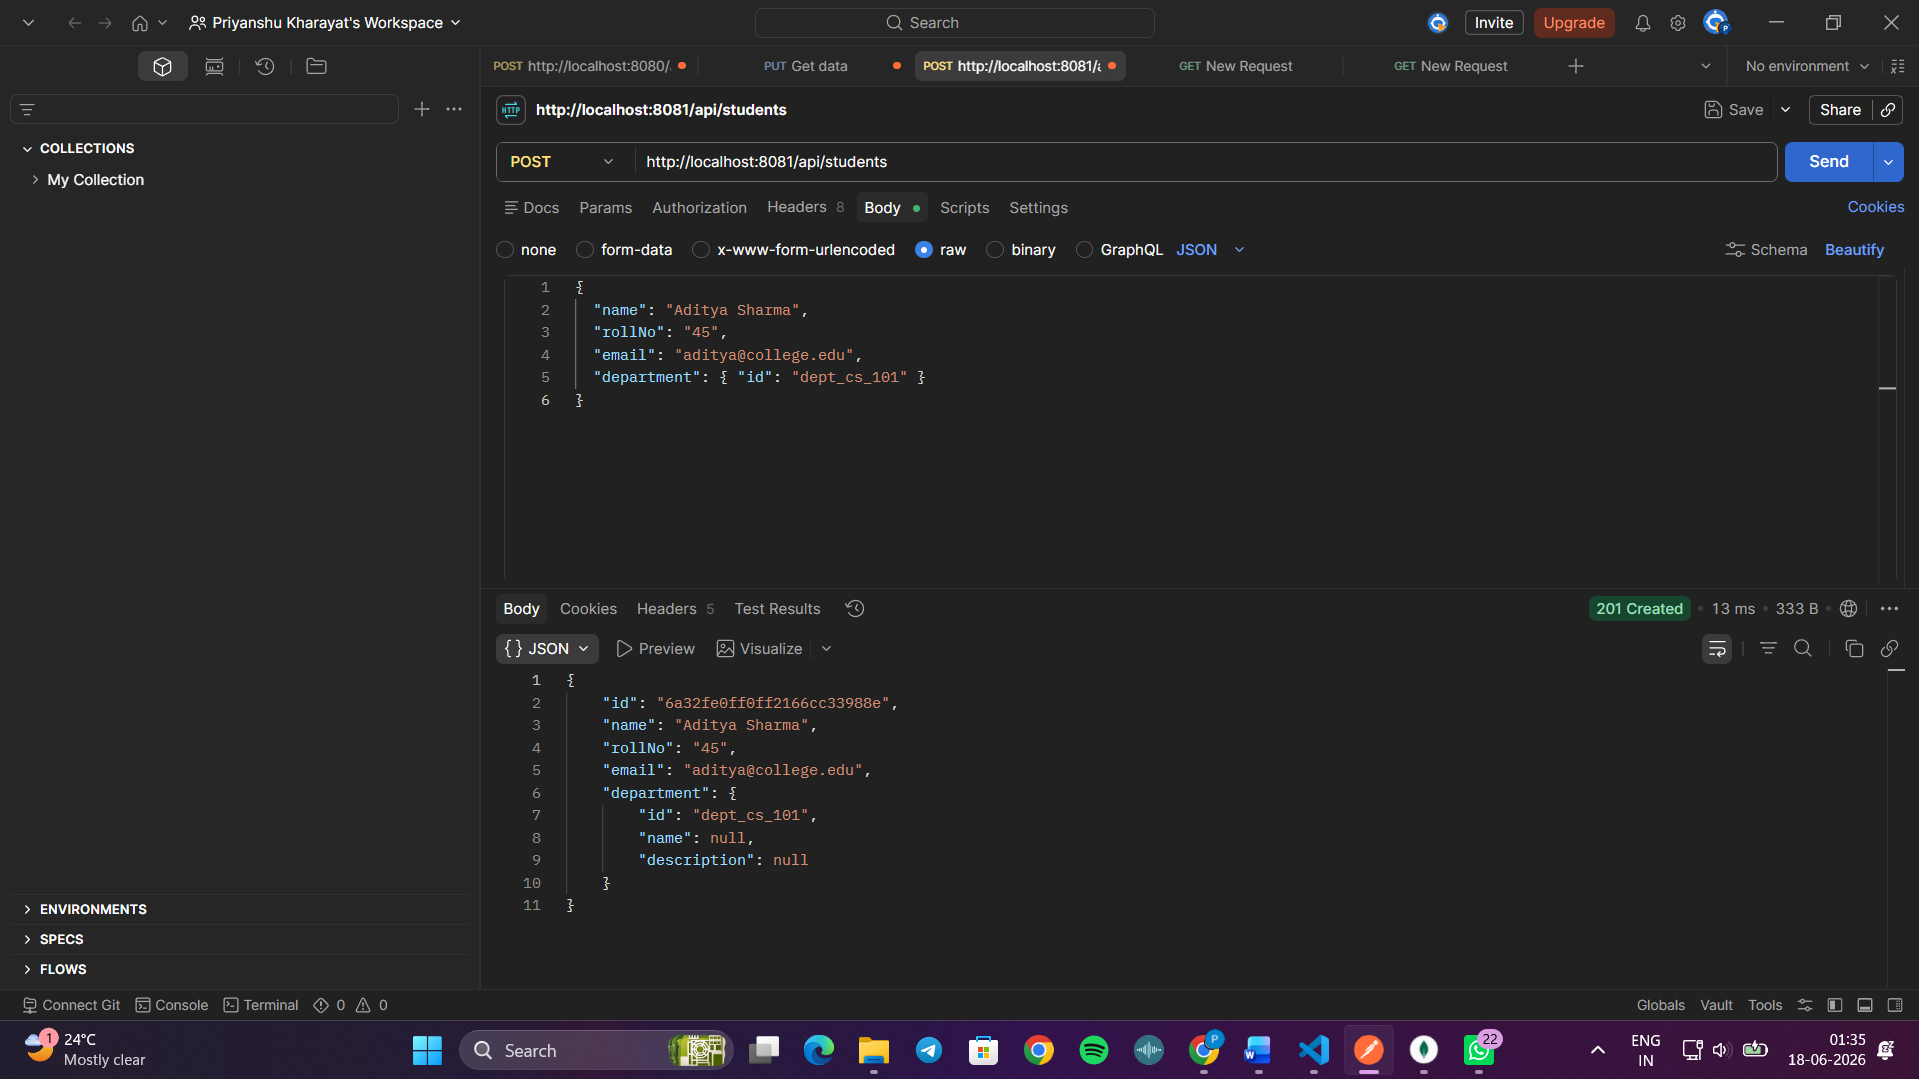 Priyanshu Kharayat's Workspace
Search
Invite
Upgrade
POST http://localhost:8080/
PUT Get data
POST http://localhost:8081/a
GET New Request
GET New Request
No environment
http://localhost:8081/api/students
Save
Share
COLLECTIONS
My Collection
POST
http://localhost:8081/api/students
Send
Docs
Params
Authorization
Headers 8
Body
Scripts
Settings
Cookies
none
form-data
x-www-form-urlencoded
raw
binary
GraphQL
JSON
Schema
Beautify
1 {
2 "name": "Aditya Sharma",
3 "rollNo": "45",
4 "email": "aditya@college.edu",
5 "department": { "id": "dept_cs_101" }
6 }
Body
Cookies
Headers 5
Test Results
201 Created
13 ms
333 B
{} JSON
Preview
Visualize
1 {
2 "id": "6a32fe0ff0ff2166cc33988e",
3 "name": "Aditya Sharma",
4 "rollNo": "45",
5 "email": "aditya@college.edu",
6 "department": {
7 "id": "dept_cs_101",
8 "name": null,
9 "description": null
10 }
11 }
ENVIRONMENTS
SPECS
FLOWS
Connect Git
Console
Terminal
0
0
Globals
Vault
Tools
1
24°C
Mostly clear
Search
P
22
ENG
IN
01:35
18-06-2026